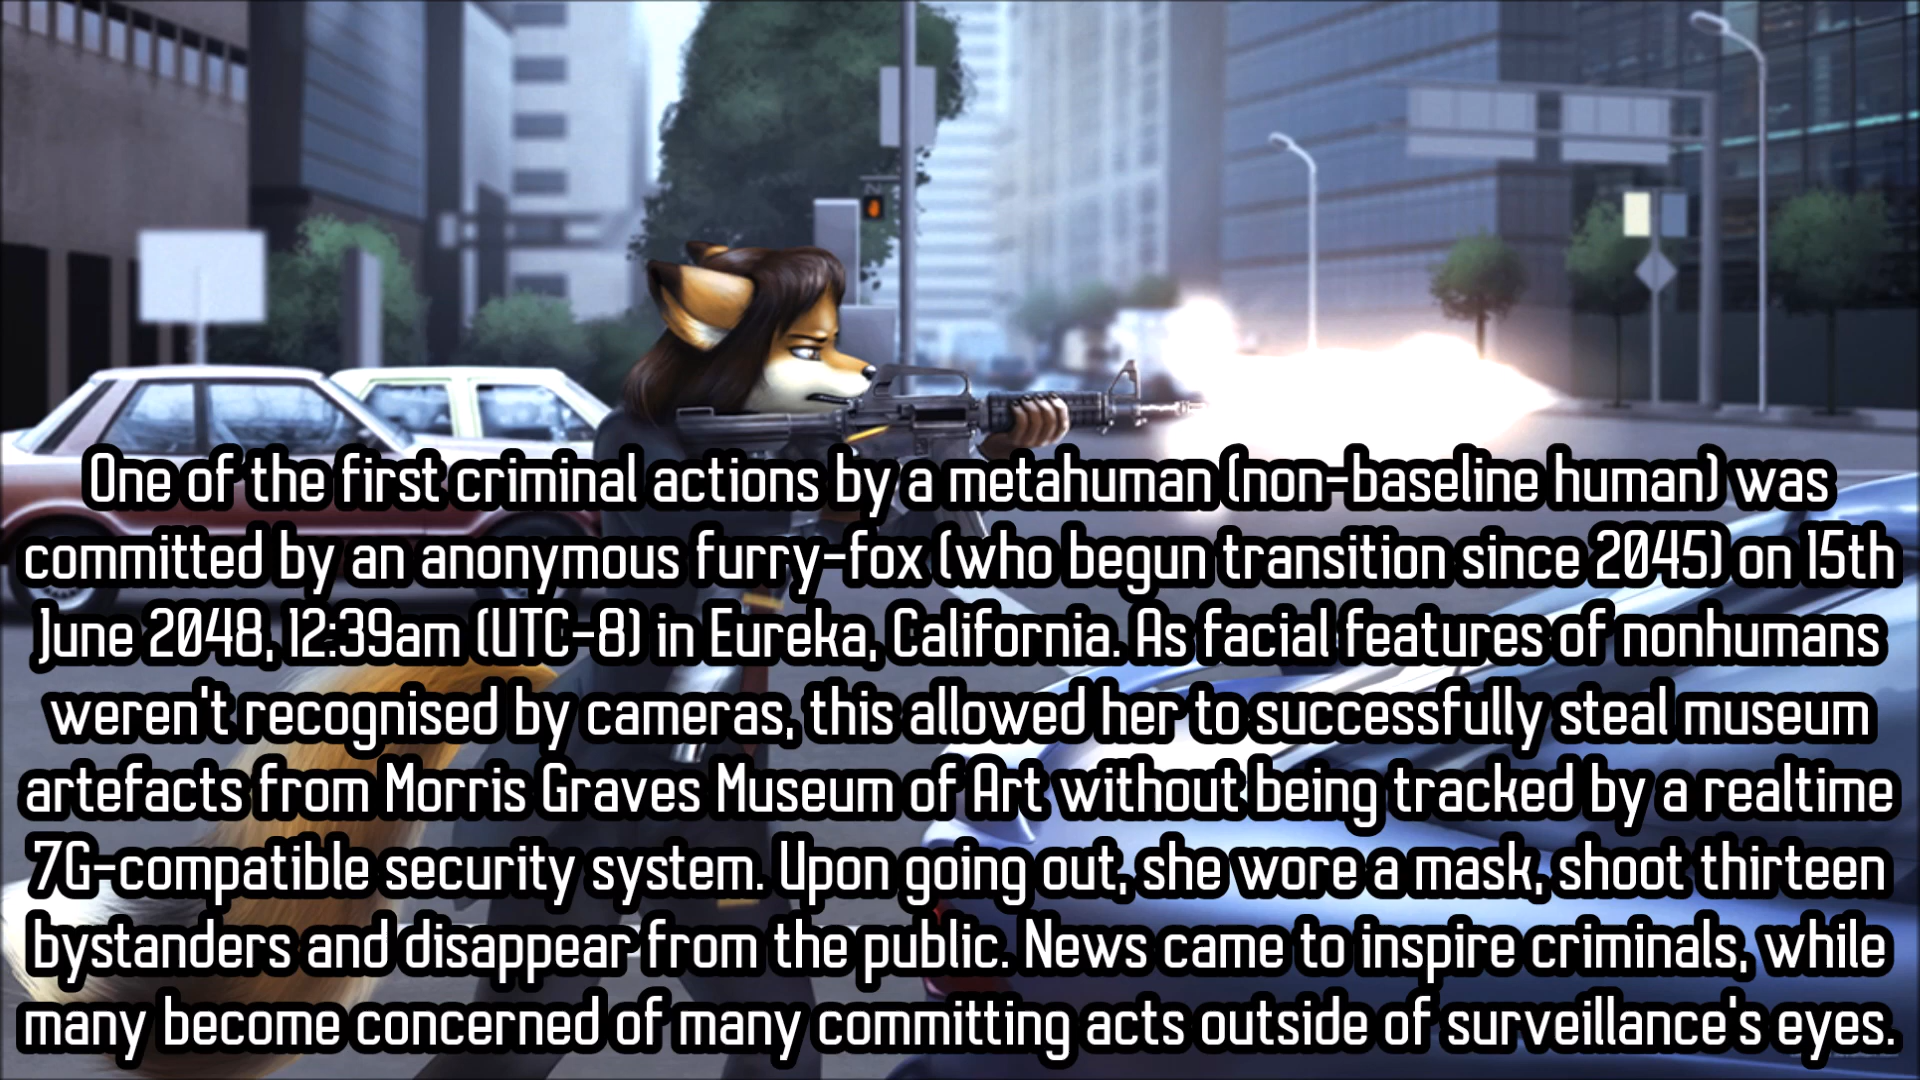 One of the first criminal actions by a metahuman (non-baseline human) was
committed by an anonymous furry-fox (who begun transition since 2045) on 15th
June 2048, 12:39am (UTC-8) in Eureka, California. As facial features of nonhumans
weren't recognised by cameras, this allowed her to successfully steal museum
artefacts from Morris Graves Museum of Art without being tracked by a realtime
7G-compatible security system. Upon going out, she wore a mask, shoot thirteen
bystanders and disappear from the public. News came to inspire criminals, while
many become concerned of many committing acts outside of surveillance's eyes.